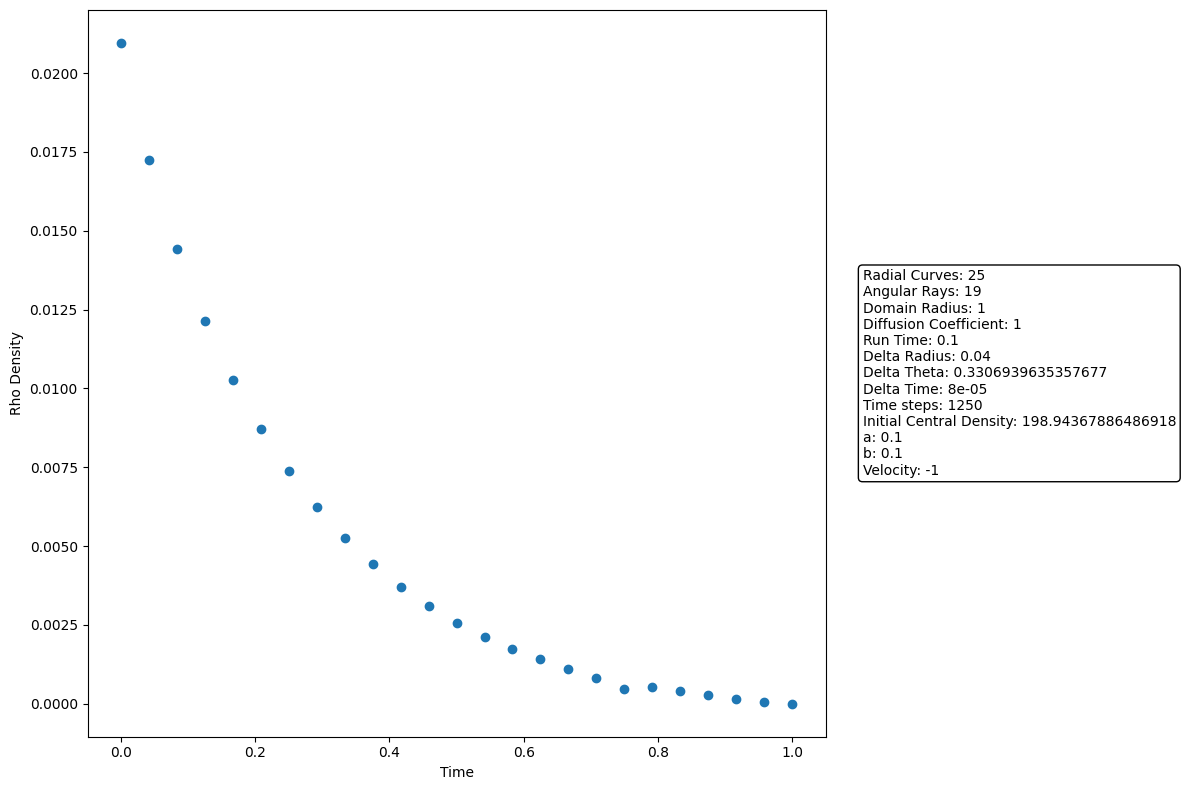 0.0200
0.0175
0.0150
0.0125
0.0100
0.0075
0.0050
0.0025
0.0000
Rho Density
0.0 0.2 0.4 0.6 0.8 1.0
Time
Radial Curves: 25
Angular Rays: 19
Domain Radius: 1
Diffusion Coefficient: 1
Run Time: 0.1
Delta Radius: 0.04
Delta Theta: 0.3306939635357677
Delta Time: 8e-05
Time steps: 1250
Initial Central Density: 198.94367886486918
a: 0.1
b: 0.1
Velocity: -1